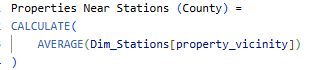 Properties Near Stations (County) =
CALCULATE(
    AVERAGE(Dim_Stations[property_vicinity])
)